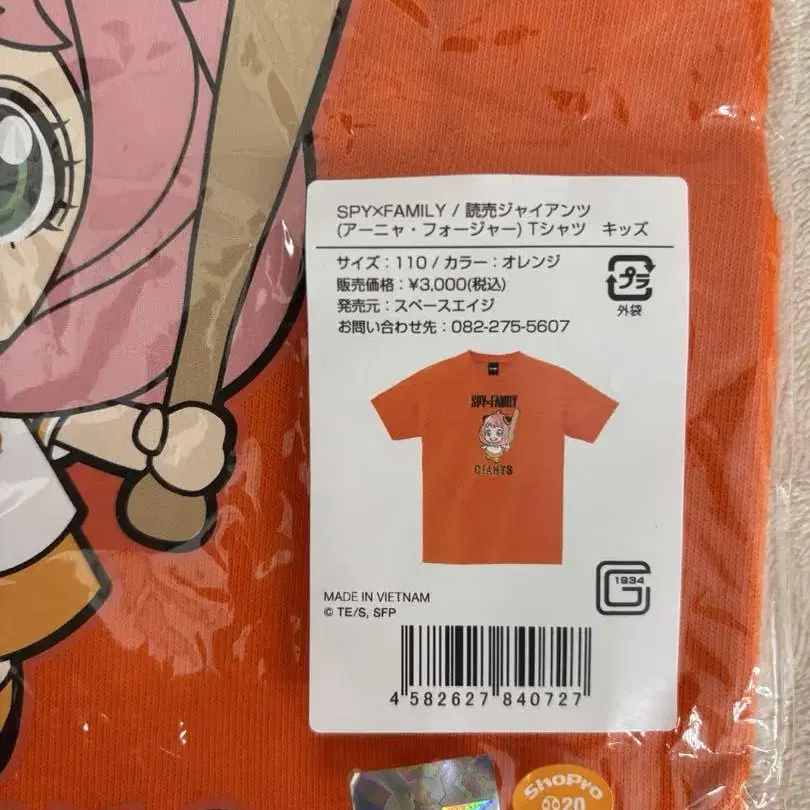 SPY×FAMILY / 読売ジャイアンツ
(アーニャ・フォージャー) Tシャツ　キッズ
サイズ：110 / カラー：オレンジ
販売価格：¥3,000(税込)
発売元：スペースエイジ
お問い合わせ先：082-275-5607
プラ
外袋
SPY×FAMILY
GIANTS
MADE IN VIETNAM
© TE/S, SFP
G 1934
4 582627 840727
ShoPro
20